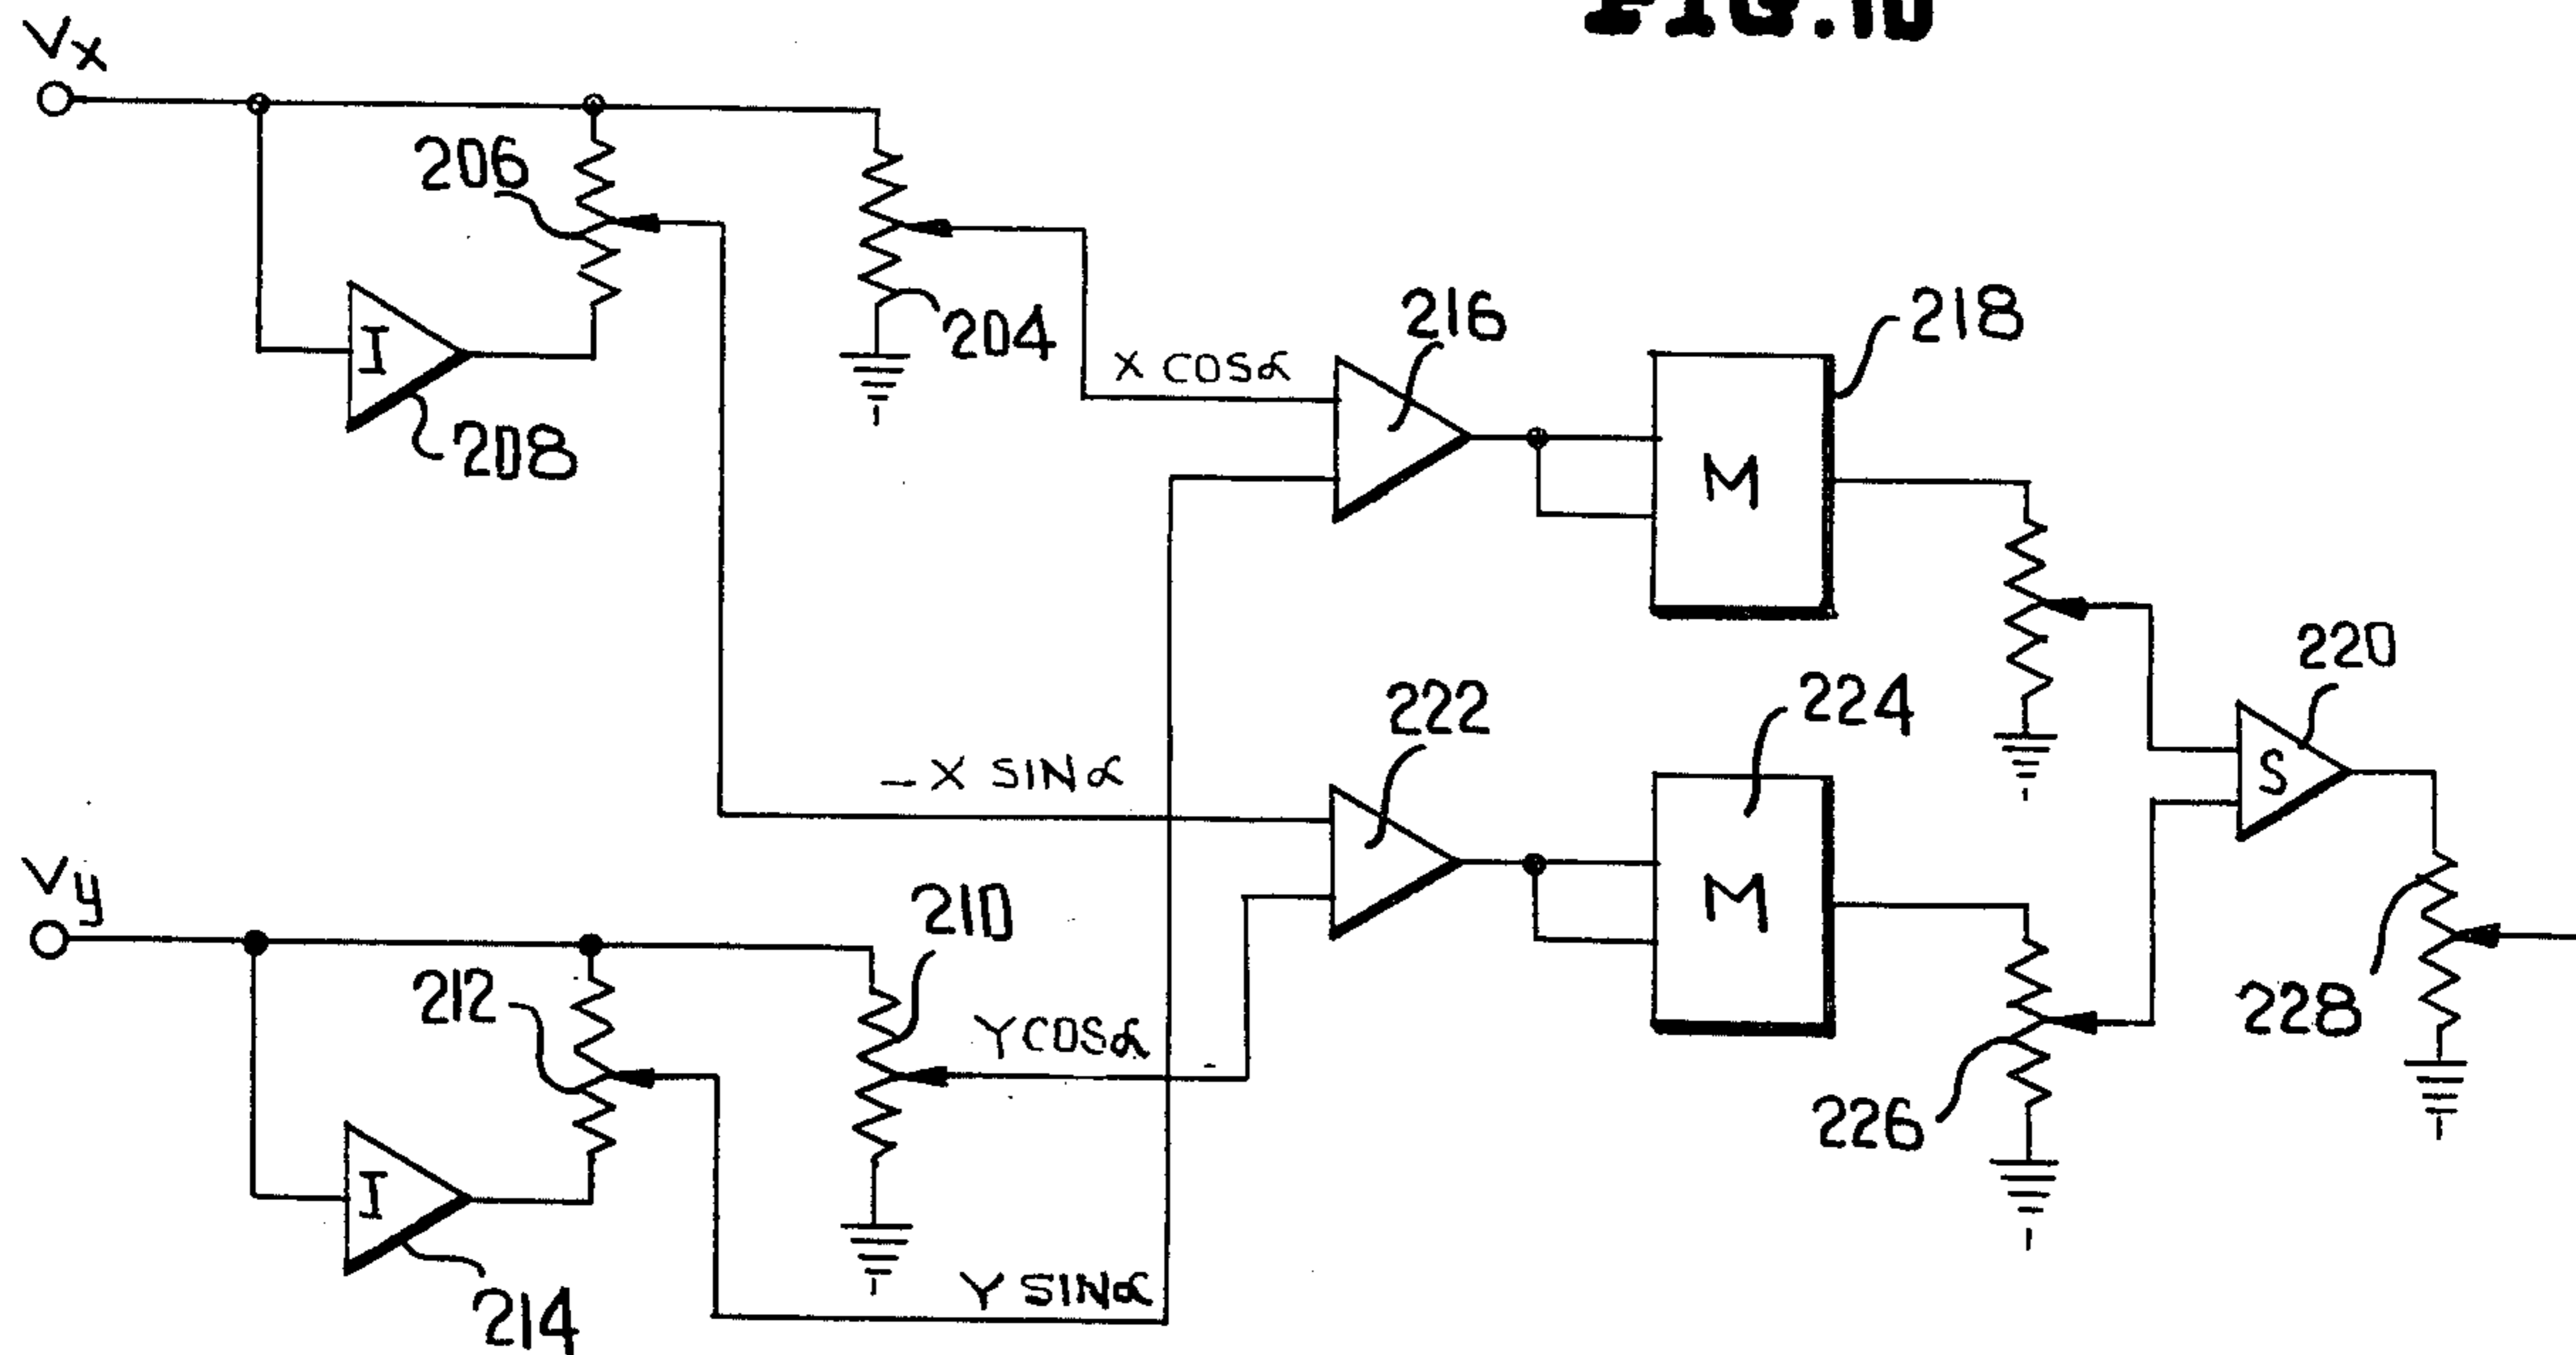 FIG.10
Vx
206
204
I
208
X COSα
216
218
M
-X SINα
222
224
M
220
S
Vy
210
212
YCOSα
228
226
I
214
Y SINα